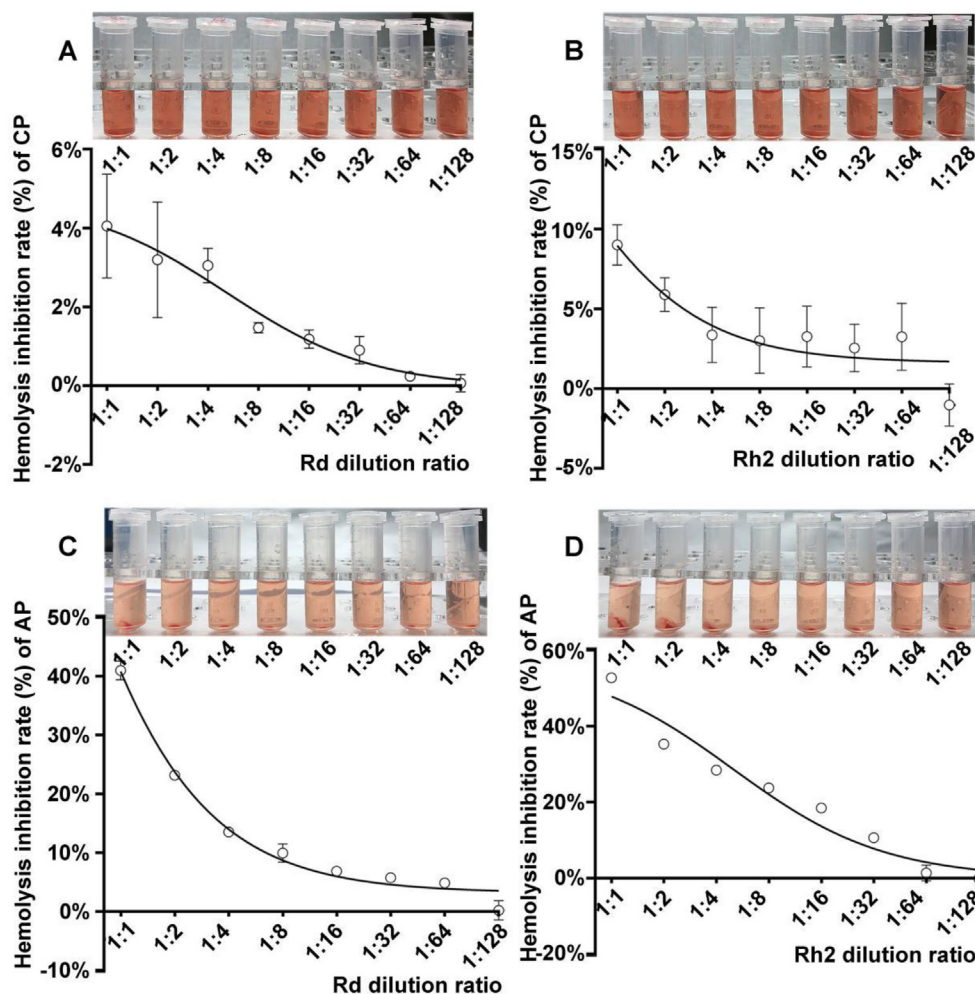 A
1:1 1:2 1:4 1:8 1:16 1:32 1:64 1:128
Hemolysis inhibition rate (%) of CP
6%
4%
2%
0%
-2%
1:1 1:2 1:4 1:8 1:16 1:32 1:64 1:128
Rd dilution ratio
B
1:1 1:2 1:4 1:8 1:16 1:32 1:64 1:128
Hemolysis inhibition rate (%) of CP
15%
10%
5%
0%
-5%
1:1 1:2 1:4 1:8 1:16 1:32 1:64 1:128
Rh2 dilution ratio
C
1:1 1:2 1:4 1:8 1:16 1:32 1:64 1:128
Hemolysis inhibition rate (%) of AP
50%
40%
30%
20%
10%
0%
-10%
1:1 1:2 1:4 1:8 1:16 1:32 1:64 1:128
Rd dilution ratio
D
1:1 1:2 1:4 1:8 1:16 1:32 1:64 1:128
Hemolysis inhibition rate (%) of AP
60%
40%
20%
0%
-20%
1:1 1:2 1:4 1:8 1:16 1:32 1:64
Rh2 dilution ratio